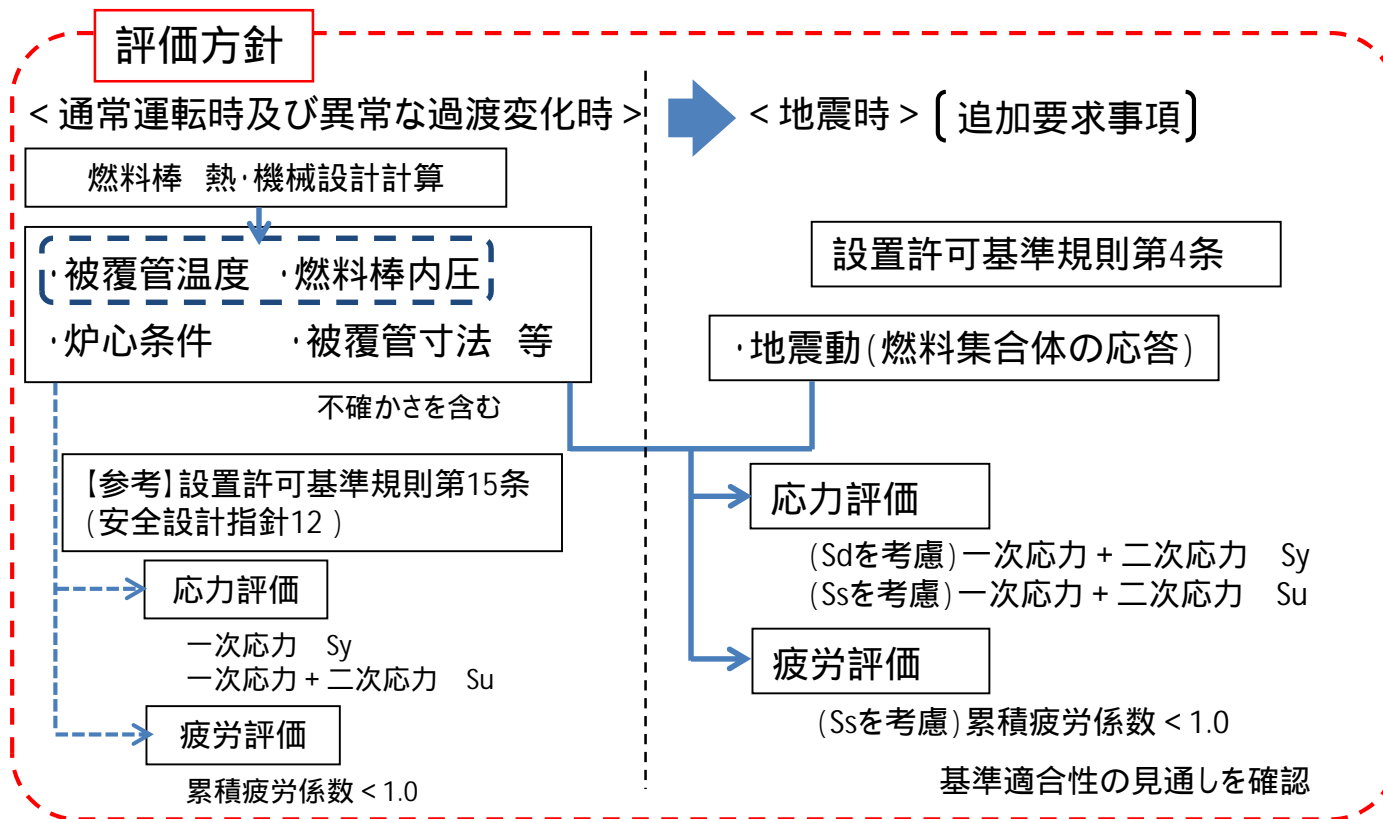 評価方針
<通常運転時及び異常な過渡変化時>
燃料棒 熱·機械設計計算
·被覆管温度 ·燃料棒内圧
·炉心条件 ·被覆管寸法 等
不確かさを含む
【参考】設置許可基準規則第15条
(安全設計指針12 )
応力評価
一次応力 Sy
一次応力+二次応力 Su
疲労評価
累積疲労係数<1.0
<地震時>〔追加要求事項〕
設置許可基準規則第4条
·地震動(燃料集合体の応答)
応力評価
(Sdを考慮)一次応力+二次応力 Sy
(Ssを考慮)一次応力+二次応力 Su
疲労評価
(Ssを考慮)累積疲労係数<1.0
基準適合性の見通しを確認